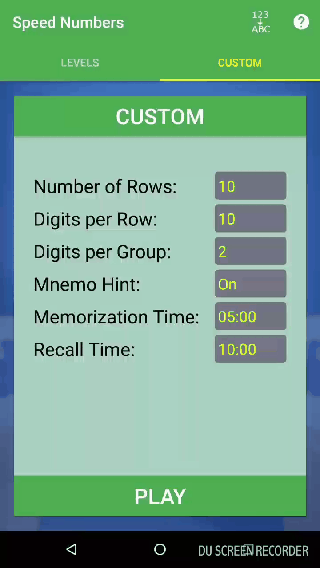 Speed Numbers
123
ABC
?
LEVELS
CUSTOM
CUSTOM
Number of Rows: 10
Digits per Row: 10
Digits per Group: 2
Mnemo Hint: On
Memorization Time: 05:00
Recall Time: 10:00
PLAY
DU SCREEN RECORDER